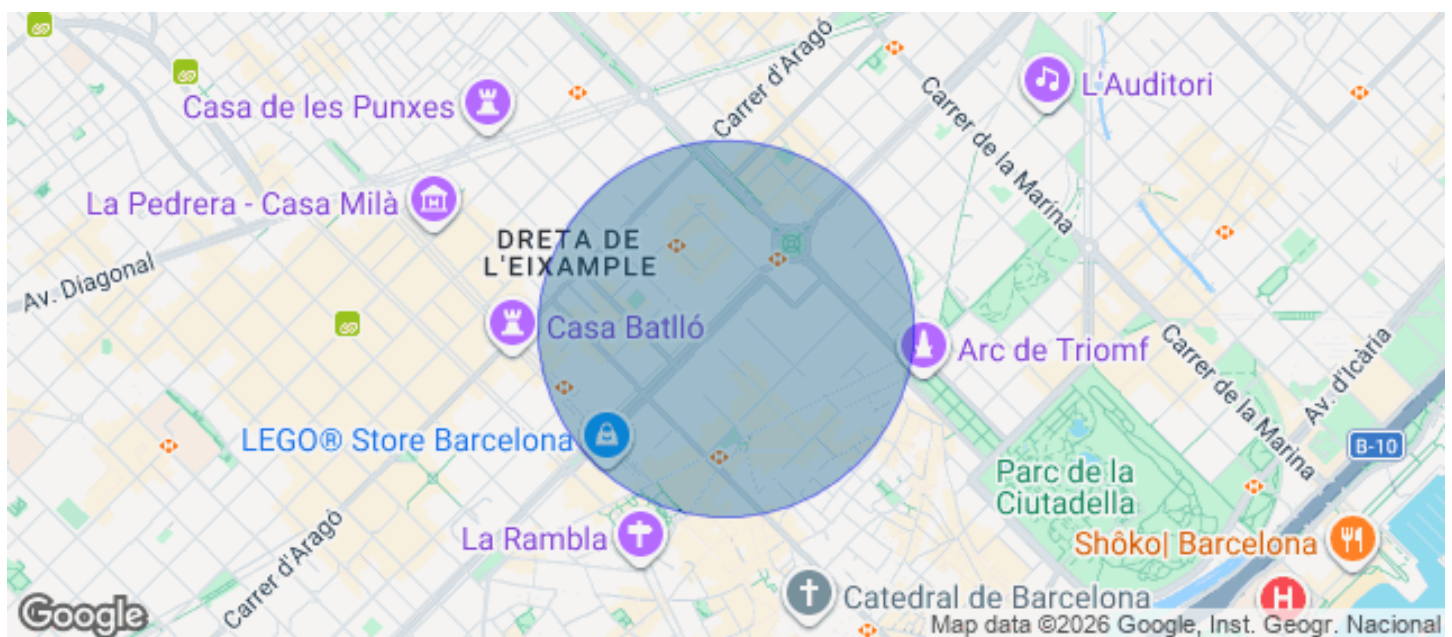 Carrer d'Aragó
L'Auditori
Casa de les Punxes
Carrer de la Marina
La Pedrera - Casa Milà
DRETA DE
L'EIXAMPLE
Av. Diagonal
Casa Batlló
Arc de Triomf
Av. d'Icària
Carrer de la Marina
LEGO® Store Barcelona
B-10
Parc de la
Ciutadella
La Rambla
Shôko| Barcelona
Carrer d'Aragó
Catedral de Barcelona
H
Google
Map data ©2026 Google, Inst. Geogr. Nacional